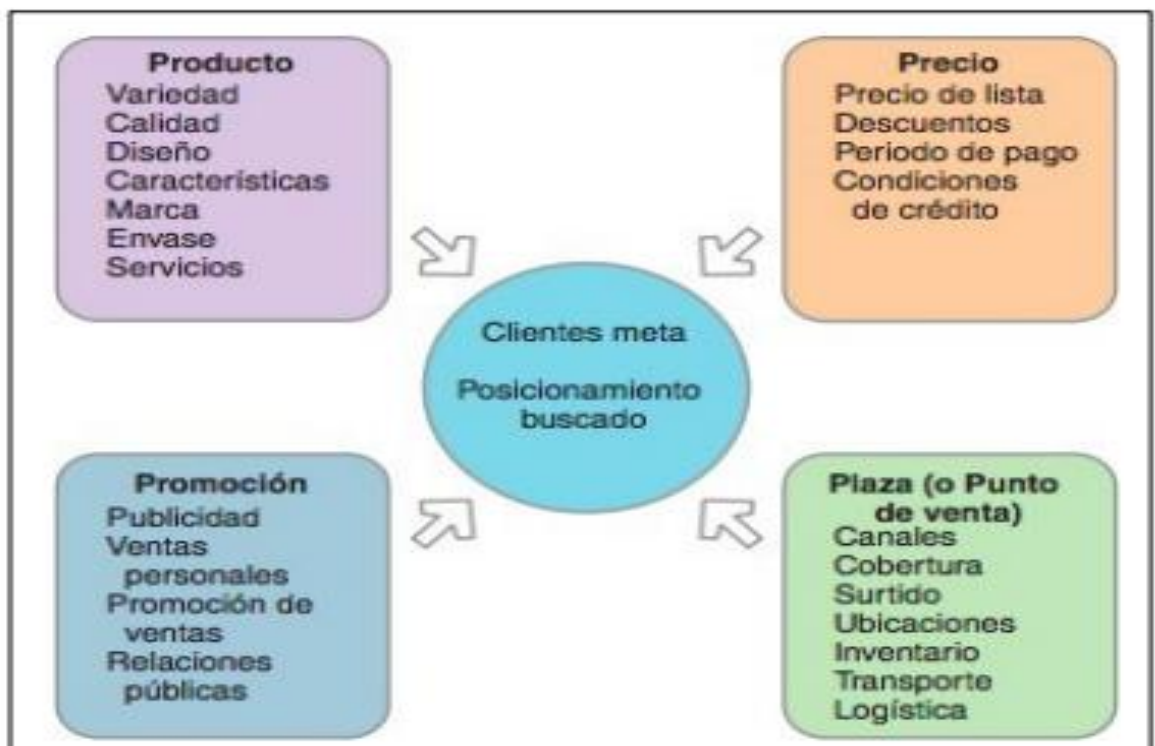 Producto
Variedad
Calidad
Diseño
Características
Marca
Envase
Servicios
Precio
Precio de lista
Descuentos
Periodo de pago
Condiciones
de crédito
Clientes meta
Posicionamiento
buscado
Promoción
Publicidad
Ventas
personales
Promoción de
ventas
Relaciones
públicas
Plaza (o Punto
de venta)
Canales
Cobertura
Surtido
Ubicaciones
Inventario
Transporte
Logística